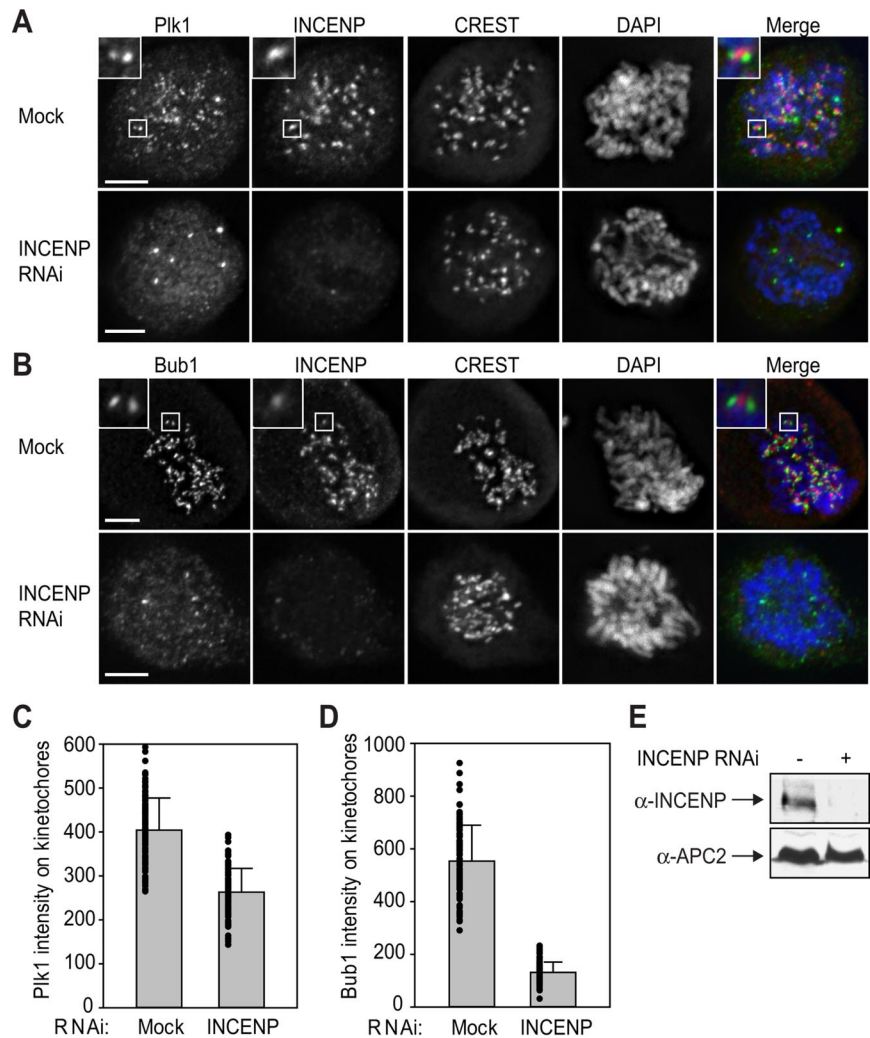 A
Plk1 INCENP CREST DAPI Merge
Mock
INCENP
RNAi
B
Bub1 INCENP CREST DAPI Merge
Mock
INCENP
RNAi
C
Plk1 intensity on kinetochores
600
500
400
300
200
100
0
RNAi: Mock INCENP
D
Bub1 intensity on kinetochores
1000
800
600
400
200
0
RNAi: Mock INCENP
E
INCENP RNAi - +
α-INCENP
α-APC2